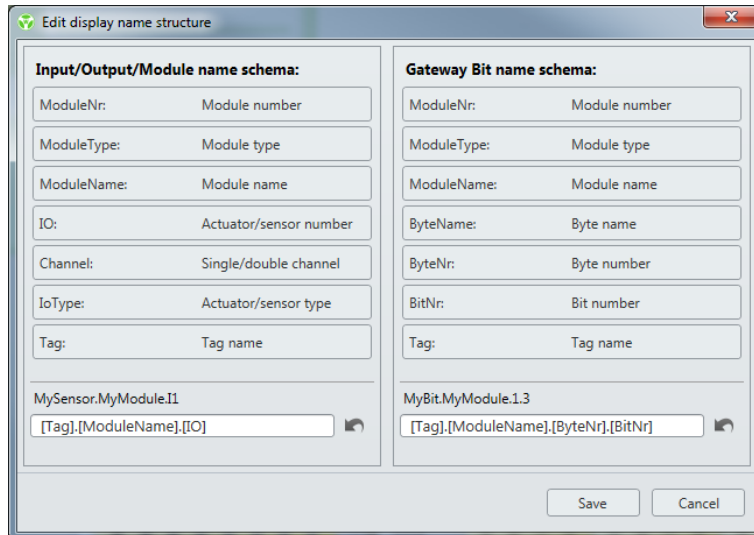 Edit display name structure
Input/Output/Module name schema:
ModuleNr: Module number
ModuleType: Module type
ModuleName: Module name
IO: Actuator/sensor number
Channel: Single/double channel
IoType: Actuator/sensor type
Tag: Tag name
MySensor.MyModule.I1
[Tag].[ModuleName].[IO]
Gateway Bit name schema:
ModuleNr: Module number
ModuleType: Module type
ModuleName: Module name
ByteName: Byte name
ByteNr: Byte number
BitNr: Bit number
Tag: Tag name
MyBit.MyModule.1.3
[Tag].[ModuleName].[ByteNr].[BitNr]
Save Cancel